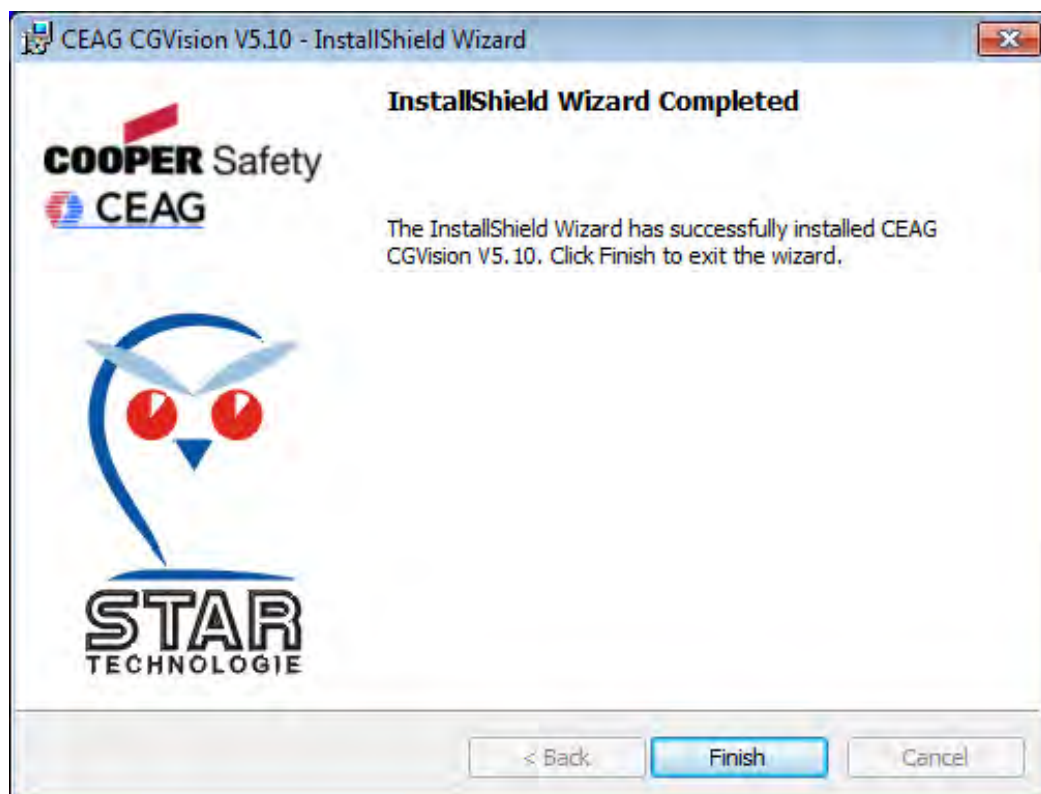 CEAG CGVision V5.10 - InstallShield Wizard
InstallShield Wizard Completed
COOPER Safety
CEAG
The InstallShield Wizard has successfully installed CEAG
CGVision V5.10. Click Finish to exit the wizard.
STAR
TECHNOLOGIE
< Back
Finish
Cancel